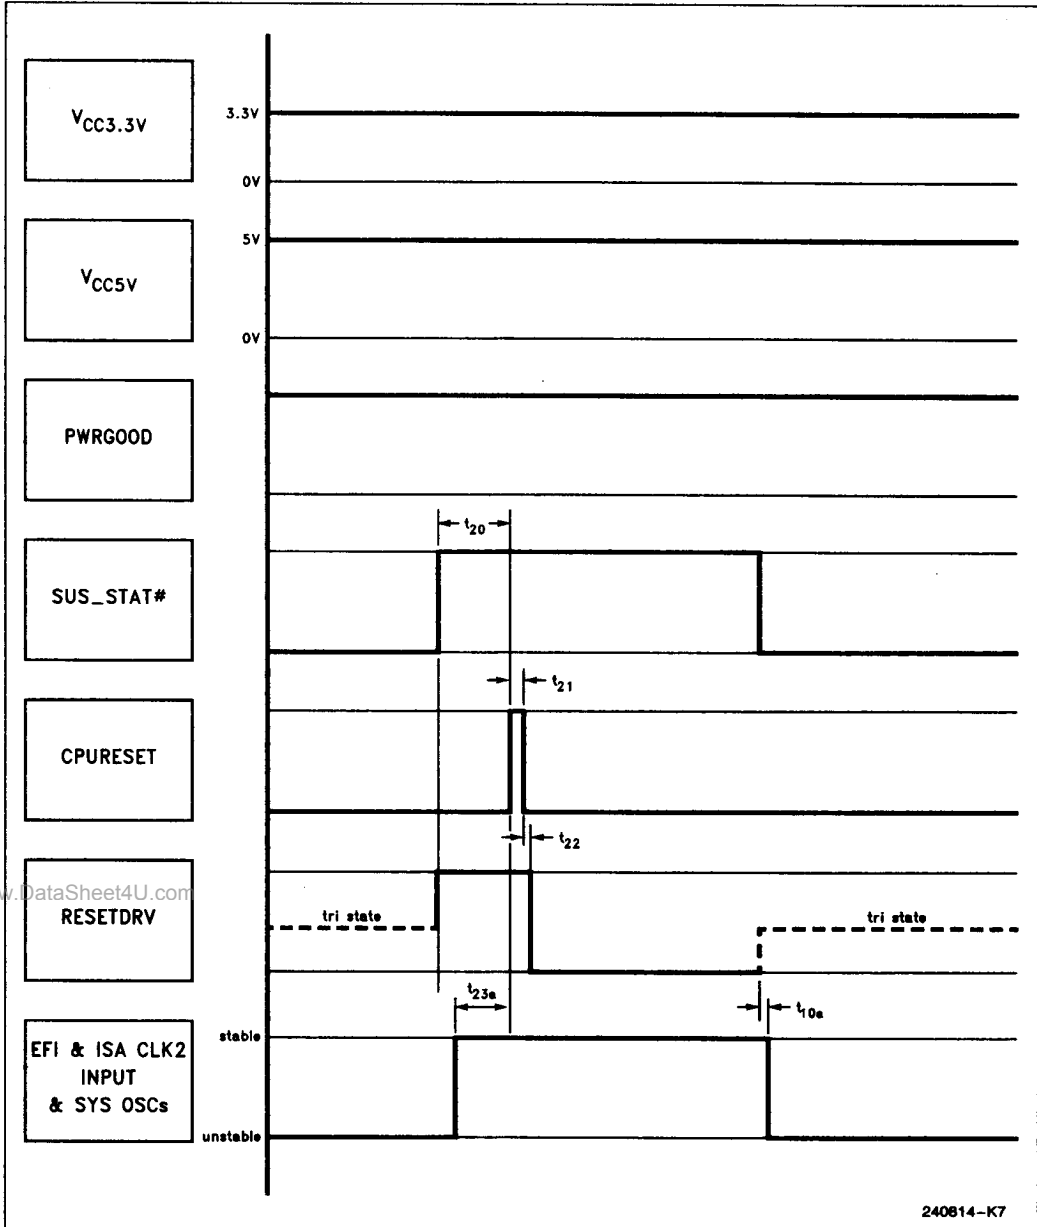 VCC3.3V
3.3V
0V
VCC5V
5V
0V
PWRGOOD
t20
SUS_STAT#
t21
CPURESET
t22
w.DataSheet4U.com
RESETDRV
tri state
tri state
t23a
t10a
EFI & ISA CLK2
INPUT
& SYS OSCs
stable
unstable
240814–K7